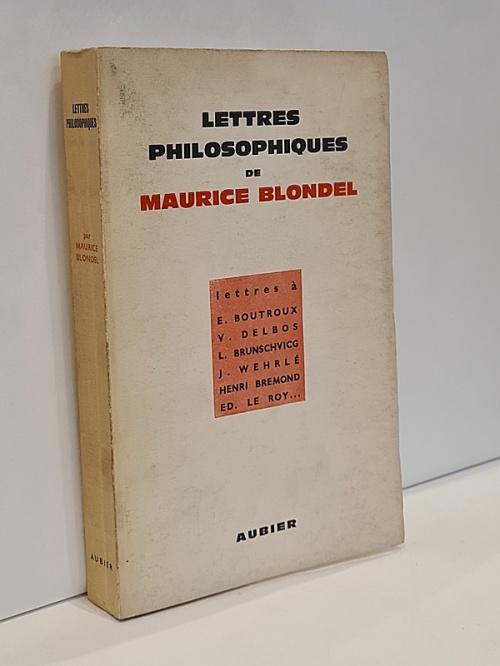 LETTRES
PHILOSOPHIQUES
par
MAURICE
BLONDEL
AUBIER
LETTRES
PHILOSOPHIQUES
DE
MAURICE BLONDEL
lettres à
E. BOUTROUX
V. DELBOS
L. BRUNSCHVICG
J. WEHRLÉ
HENRI BREMOND
ED. LE ROY...
AUBIER